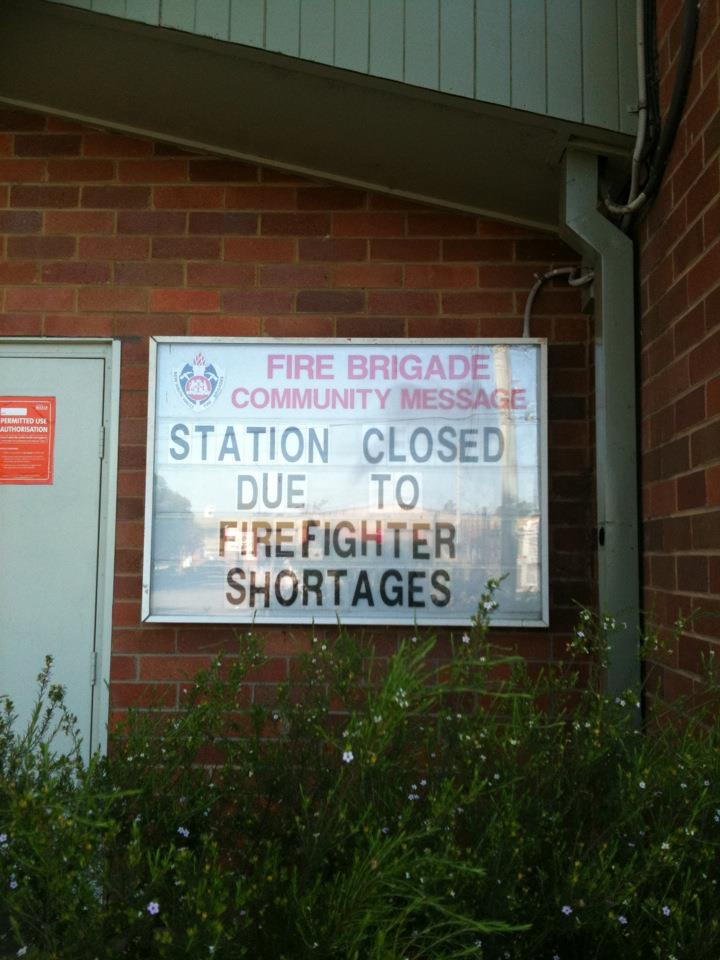 FIRE BRIGADE
COMMUNITY MESSAGE
STATION CLOSED
DUE TO
FIREFIGHTER
SHORTAGES
PERMITTED USE
AUTHORISATION